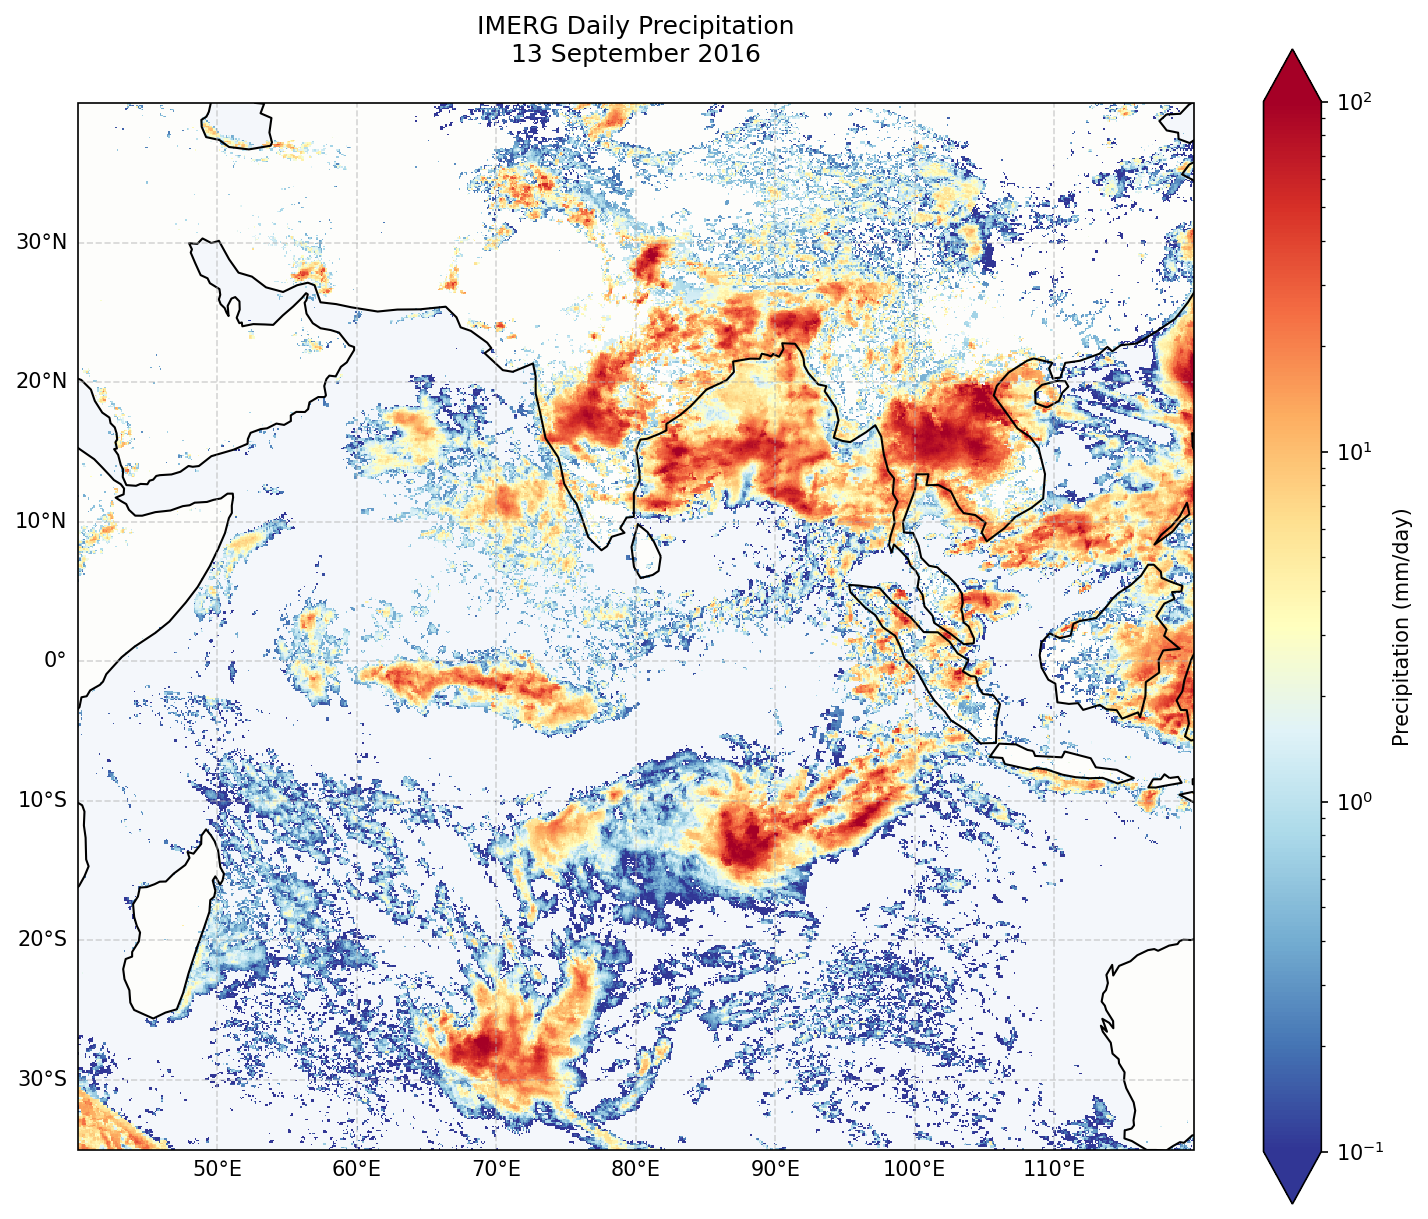 IMERG Daily Precipitation
13 September 2016
30°N
20°N
10°N
0°
10°S
20°S
30°S
50°E
60°E
70°E
80°E
90°E
100°E
110°E
10²
10¹
10⁰
10⁻¹
Precipitation (mm/day)